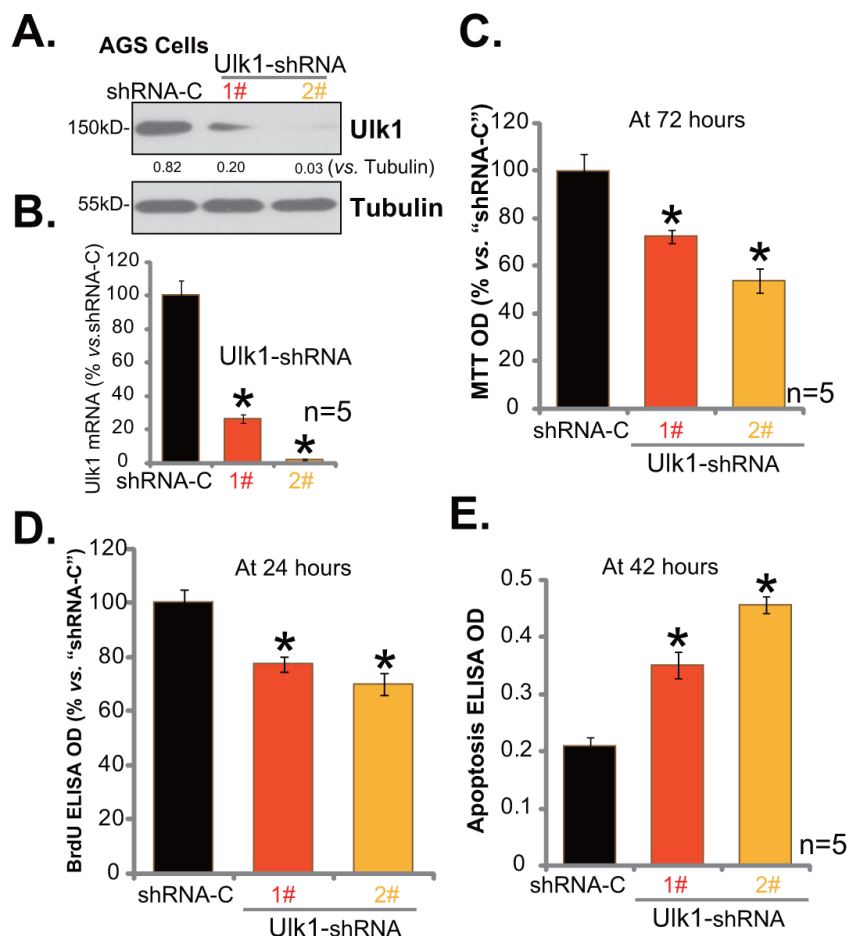 A.
AGS Cells
Ulk1-shRNA
shRNA-C 1# 2#
150kD- Ulk1
0.82 0.20 0.03 (vs. Tubulin)
55kD- Tubulin
B.
Ulk1 mRNA (% vs.shRNA-C)
120
100
80
60
40
20
0
Ulk1-shRNA
* n=5
*
shRNA-C 1# 2#
C.
At 72 hours
MTT OD (% vs. “shRNA-C”)
120
100
80
60
40
20
0
*
*
n=5
shRNA-C 1# 2#
Ulk1-shRNA
D.
At 24 hours
BrdU ELISA OD (% vs. “shRNA-C”)
120
100
80
60
40
20
0
* *
shRNA-C 1# 2#
Ulk1-shRNA
E.
At 42 hours
Apoptosis ELISA OD
0.5
0.4
0.3
0.2
0.1
0
*
*
n=5
shRNA-C 1# 2#
Ulk1-shRNA